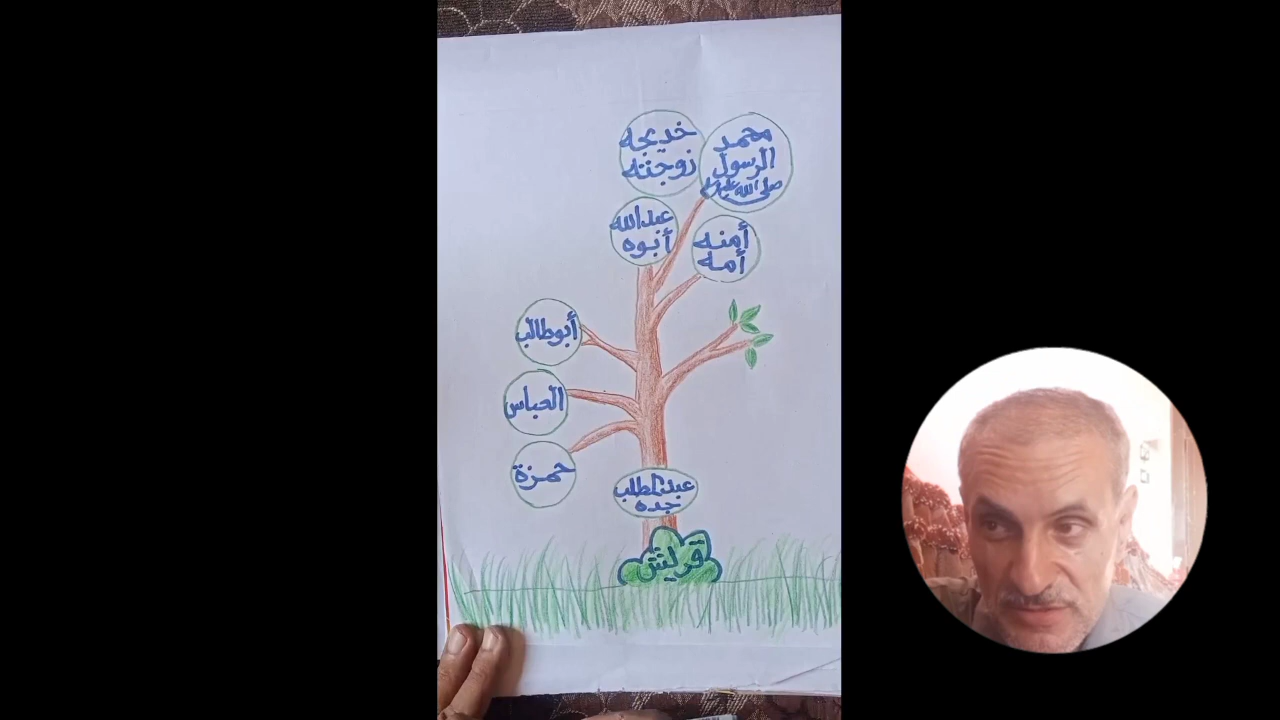 محمد
الرسول
صلى الله عليه وسلم
خديجه
زوجته
عبدالله
أبوه
أمنه
أمه
أبوطالب
العباس
حمزة
عبدالمطلب
جده
قريش